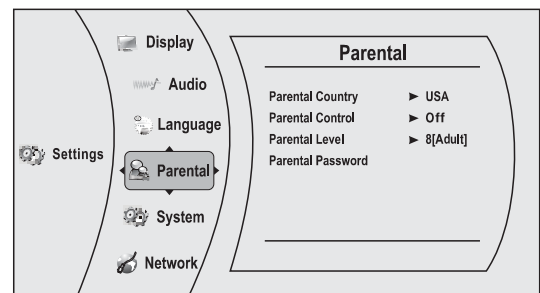 Settings
Display
Audio
Language
Parental
System
Network
Parental
Parental Country ► USA
Parental Control ► Off
Parental Level ► 8[Adult]
Parental Password